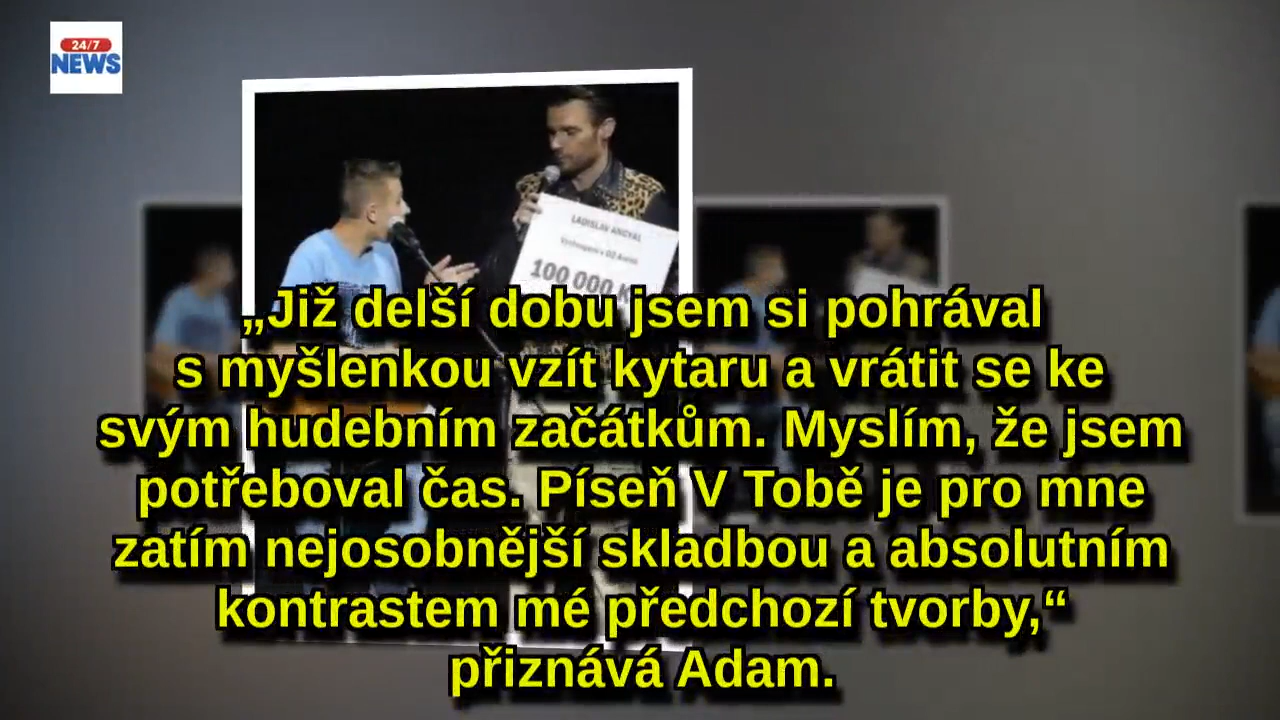 24/7
NEWS
LADISLAV ANGYAL
100 000 K
„Již delší dobu jsem si pohrával
s myšlenkou vzít kytaru a vrátit se ke
svým hudebním začátkům. Myslím, že jsem
potřeboval čas. Píseň V Tobě je pro mne
zatím nejosobnější skladbou a absolutním
kontrastem mé předchozí tvorby,“
přiznává Adam.